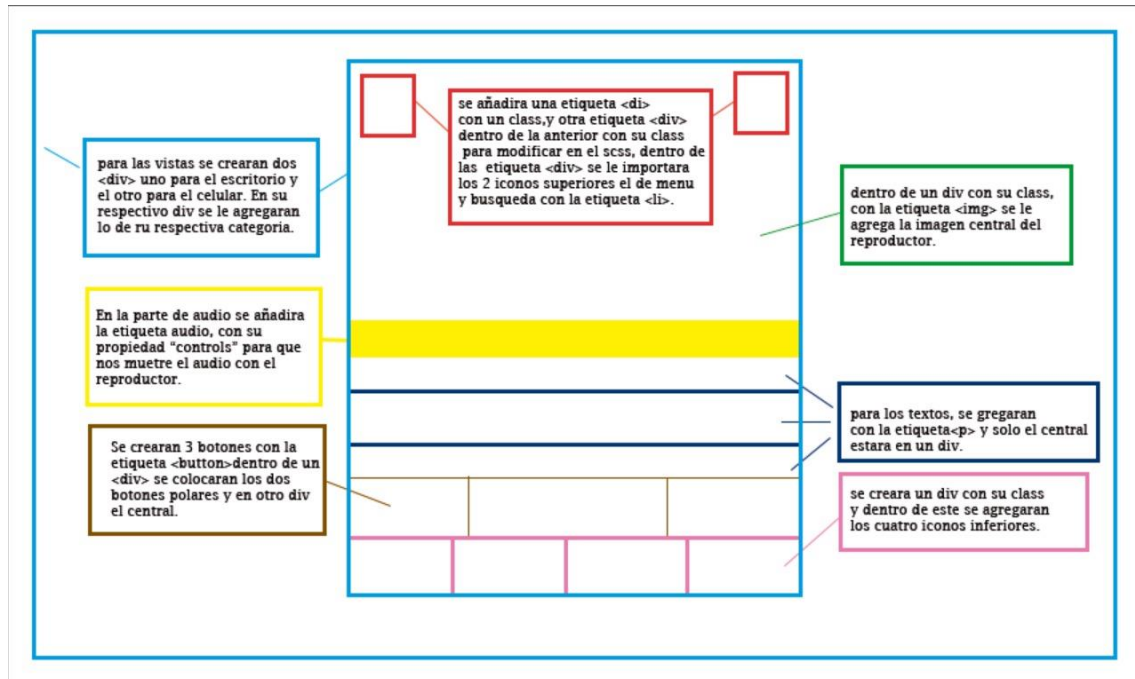 se añadira una etiqueta <di>
con un class,y otra etiqueta <div>
dentro de la anterior con su class
para modificar en el scss, dentro de
las etiqueta <div> se le importara
los 2 iconos superiores el de menu
y busqueda con la etiqueta <li>.
para las vistas se crearan dos
<div> uno para el escritorio y
el otro para el celular. En su
respectivo div se le agregaran
lo de ru respectiva categoria.
dentro de un div con su class,
con la etiqueta <img> se le
agrega la imagen central del
reproductor.
En la parte de audio se añadira
la etiqueta audio, con su
propiedad “controls” para que
nos muetre el audio con el
reproductor.
para los textos, se gregaran
con la etiqueta<p> y solo el central
estara en un div.
Se crearan 3 botones con la
etiqueta <button>dentro de un
<div> se colocaran los dos
botones polares y en otro div
el central.
se creara un div con su class
y dentro de este se agregaran
los cuatro iconos inferiores.